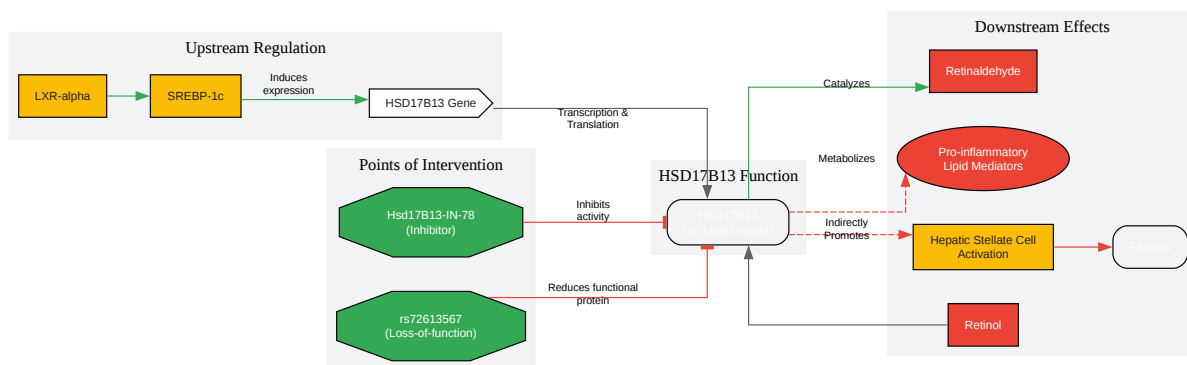 Upstream Regulation
LXR-alpha
SREBP-1c
Induces
expression
HSD17B13 Gene
Transcription &
Translation
Points of Intervention
Hsd17B13-IN-78
(Inhibitor)
Inhibits
activity
rs72613567
(Loss-of-function)
Reduces functional
protein
HSD17B13 Function
HSD17B13
(on Lipid Droplet)
Catalyzes
Metabolizes
Indirectly
Promotes
Downstream Effects
Retinaldehyde
Pro-inflammatory
Lipid Mediators
Hepatic Stellate Cell
Activation
Fibrosis
Retinol